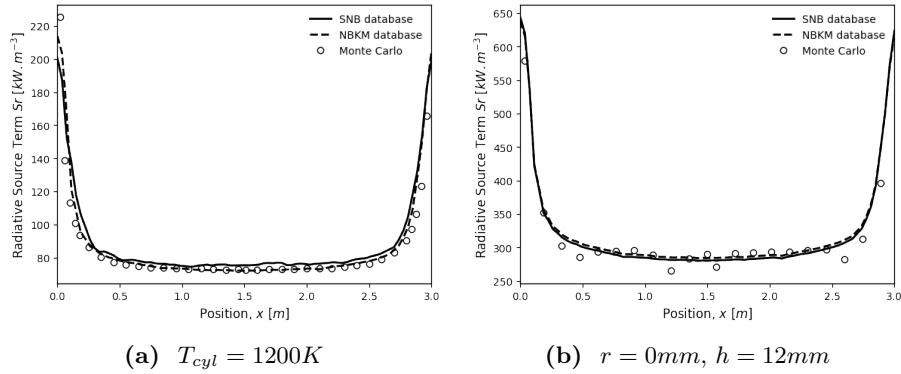 SNB database
NBKM database
Monte Carlo
Radiative Source Term Sr [kW. m⁻³]
220
200
180
160
140
120
100
80
0.0 0.5 1.0 1.5 2.0 2.5 3.0
Position, x [m]
(a) T_cyl = 1200K
SNB database
NBKM database
Monte Carlo
Radiative Source Term Sr [kW. m⁻³]
650
600
550
500
450
400
350
300
250
0.0 0.5 1.0 1.5 2.0 2.5 3.0
Position, x [m]
(b) r = 0mm, h = 12mm